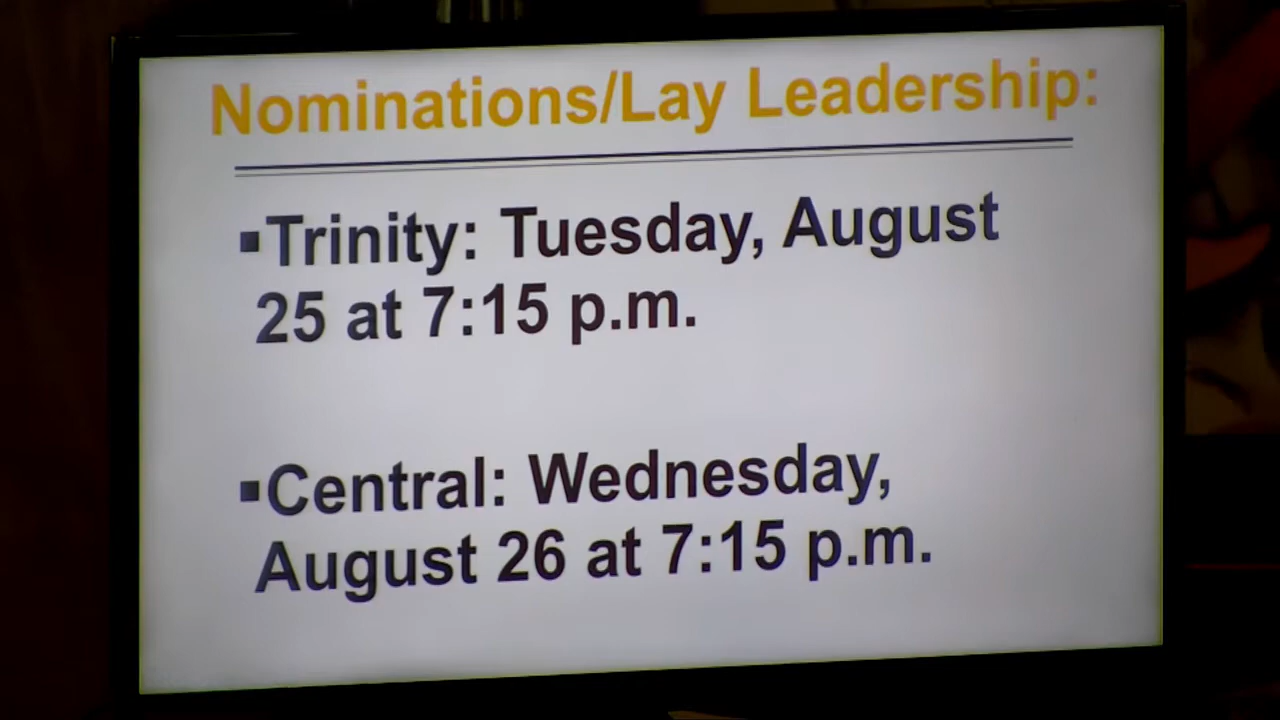 Nominations/Lay Leadership:
▪Trinity: Tuesday, August
25 at 7:15 p.m.
▪Central: Wednesday,
August 26 at 7:15 p.m.